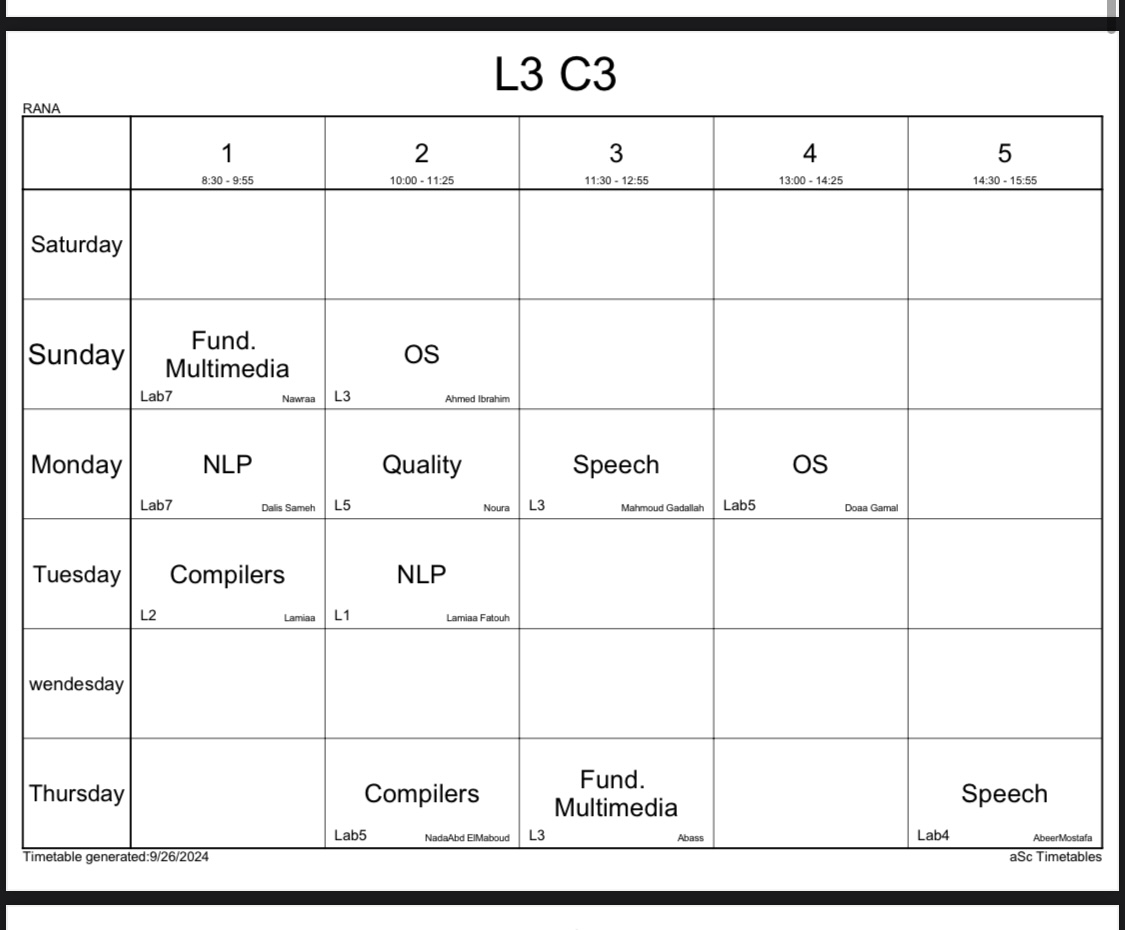 L3 C3
RANA
1 2 3 4 5
8:30 - 9:55 10:00 - 11:25 11:30 - 12:55 13:00 - 14:25 14:30 - 15:55
Saturday
Sunday
Fund.
Multimedia
Lab7 Nawraa
OS
L3 Ahmed Ibrahim
Monday
NLP
Lab7 Dalis Sameh
Quality
L5 Noura
Speech
L3 Mahmoud Gadallah
OS
Lab5 Doaa Gamal
Tuesday
Compilers
L2 Lamiaa
NLP
L1 Lamiaa Fatouh
wendesday
Thursday
Compilers
Lab5 NadaAbd ElMaboud
Fund.
Multimedia
L3 Abass
Speech
Lab4 AbeerMostafa
Timetable generated:9/26/2024 aSc Timetables